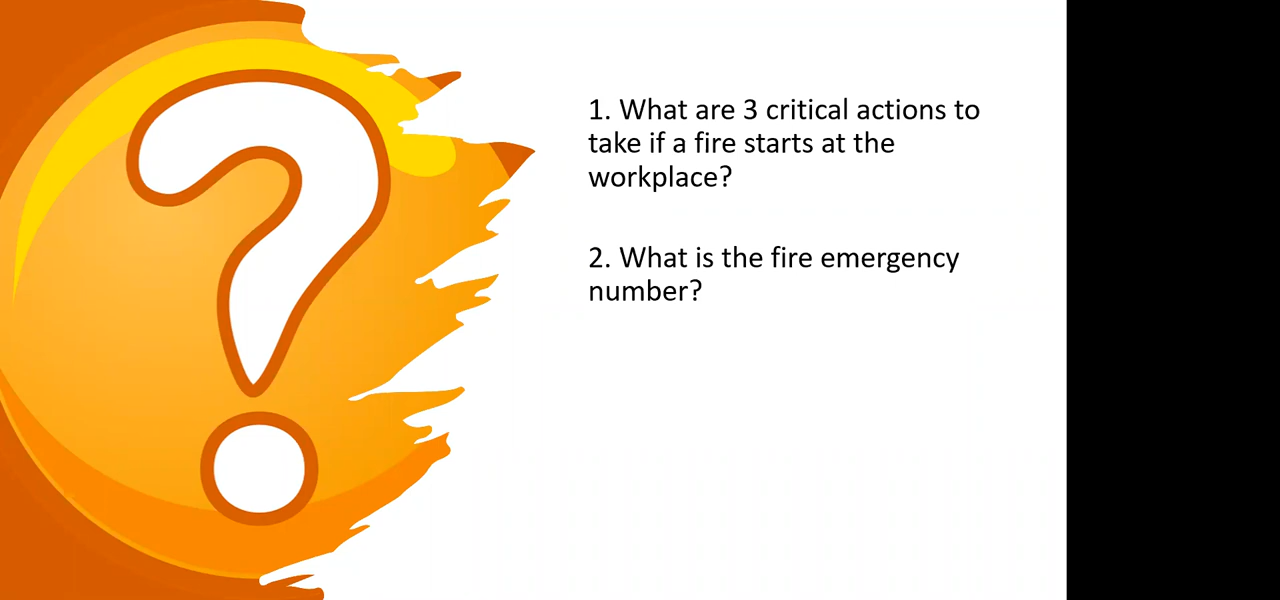 1. What are 3 critical actions to
take if a fire starts at the
workplace?
2. What is the fire emergency
number?